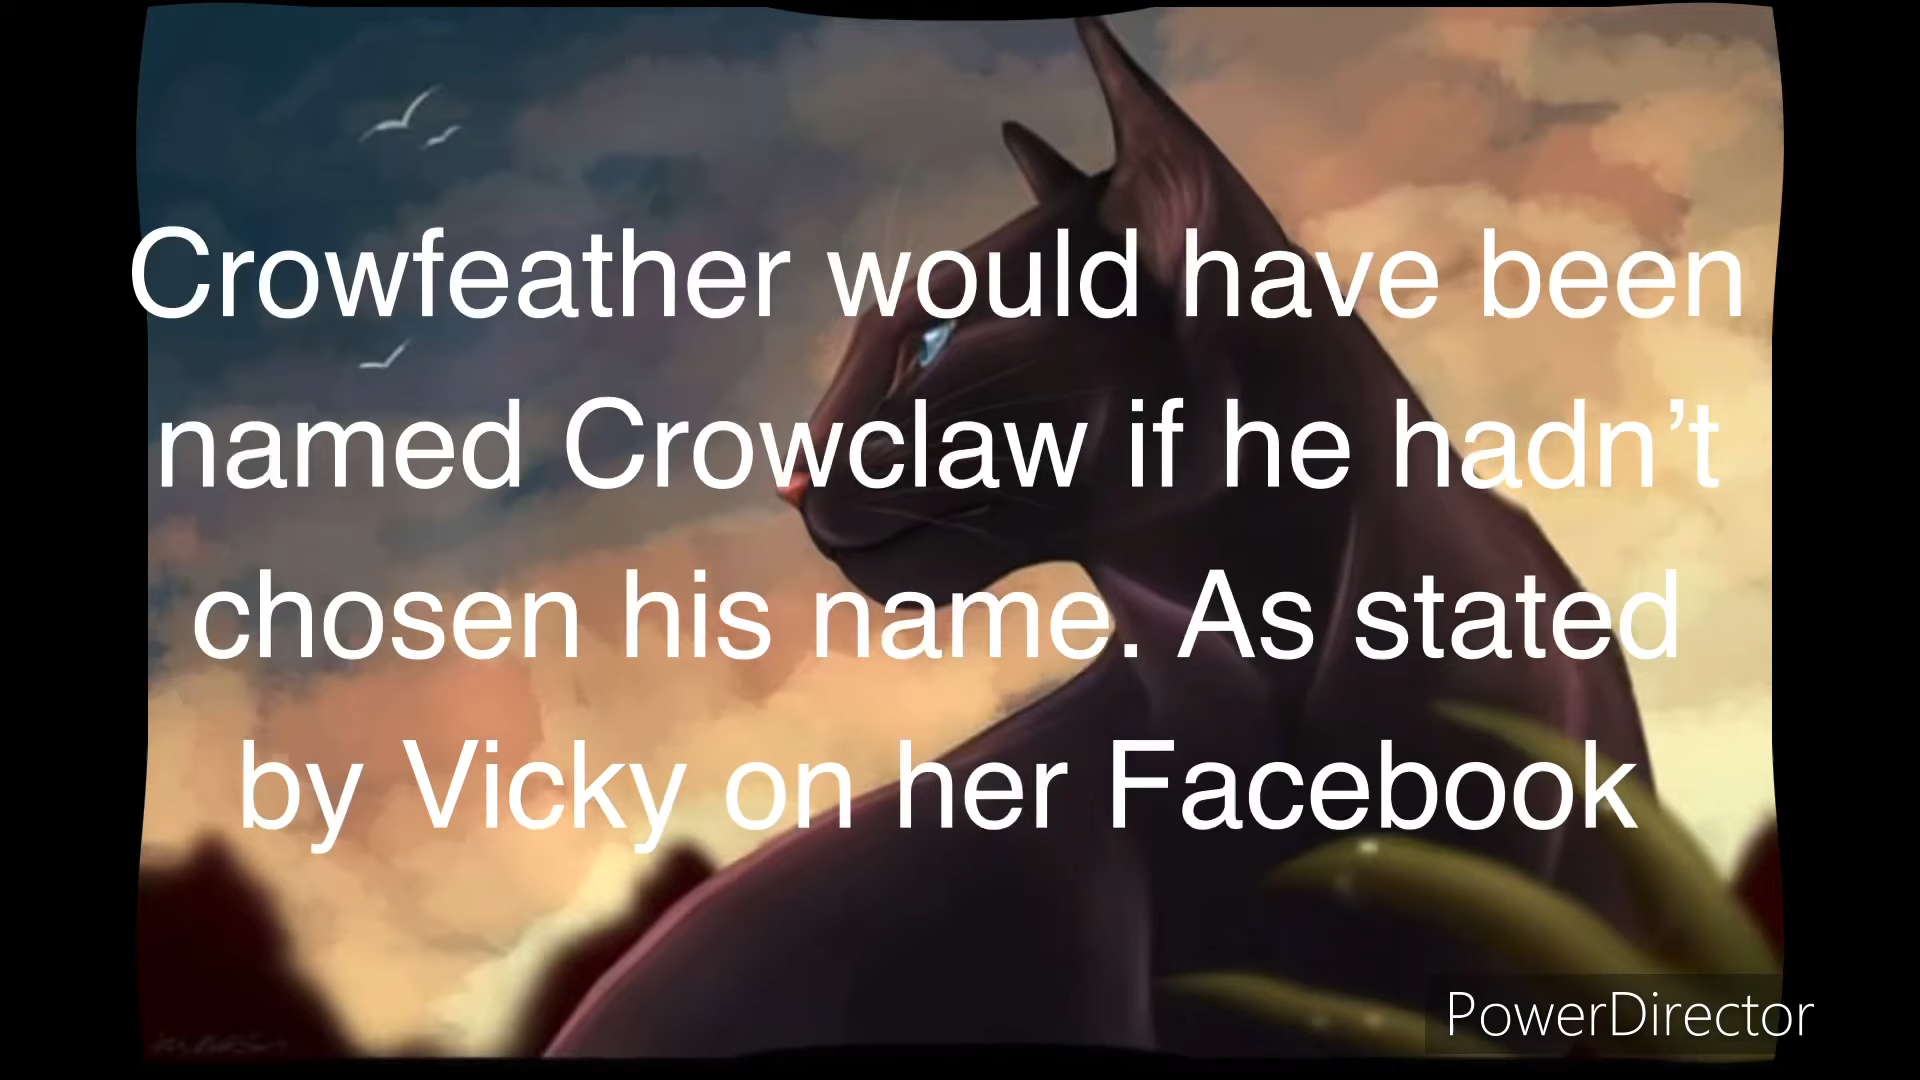 Crowfeather would have been
named Crowclaw if he hadn’t
chosen his name. As stated
by Vicky on her Facebook
PowerDirector